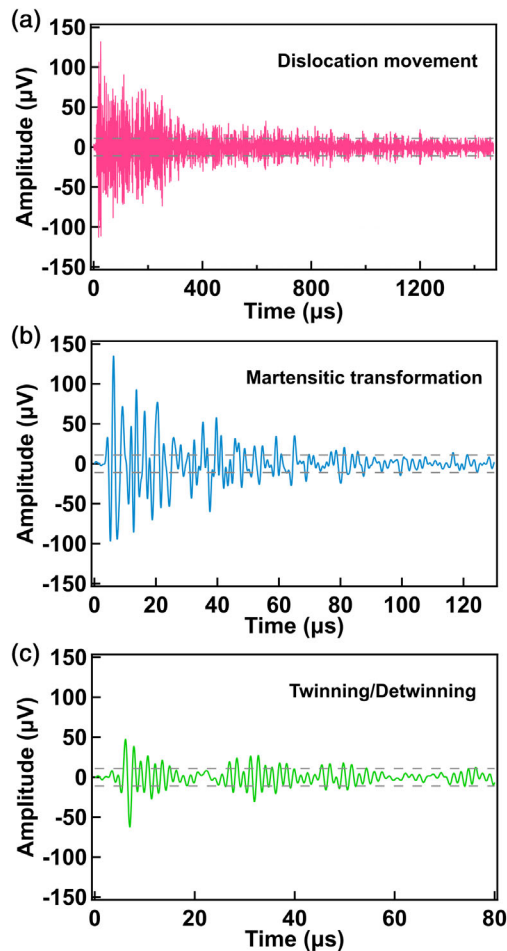 (a)
150
100
50
0
-50
-100
-150
Amplitude (µV)
Dislocation movement
0 400 800 1200
Time (µs)
(b)
150
100
50
0
-50
-100
-150
Amplitude (µV)
Martensitic transformation
0 20 40 60 80 100 120
Time (µs)
(c)
150
100
50
0
-50
-100
-150
Amplitude (µV)
Twinning/Detwinning
0 20 40 60 80
Time (µs)